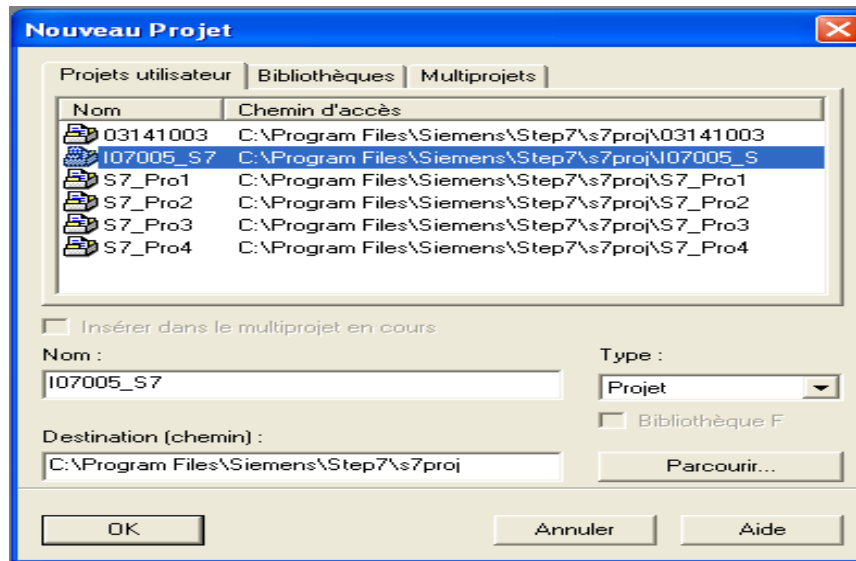 Nouveau Projet
Projets utilisateur Bibliothèques Multiprojets
Nom Chemin d'accès
03141003 C:\Program Files\Siemens\Step7\s7proj\03141003
I07005_S7 C:\Program Files\Siemens\Step7\s7proj\I07005_S
S7_Pro1 C:\Program Files\Siemens\Step7\s7proj\S7_Pro1
S7_Pro2 C:\Program Files\Siemens\Step7\s7proj\S7_Pro2
S7_Pro3 C:\Program Files\Siemens\Step7\s7proj\S7_Pro3
S7_Pro4 C:\Program Files\Siemens\Step7\s7proj\S7_Pro4
Insérer dans le multiprojet en cours
Nom : Type :
I07005_S7 Projet
Bibliothèque F
Destination (chemin) :
C:\Program Files\Siemens\Step7\s7proj Parcourir...
OK Annuler Aide